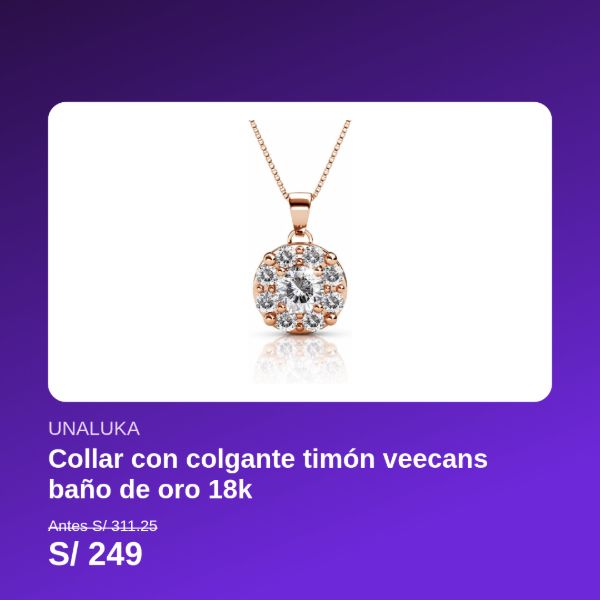 UNALUKA
Collar con colgante timón veecans
baño de oro 18k
Antes S/ 311.25
S/ 249